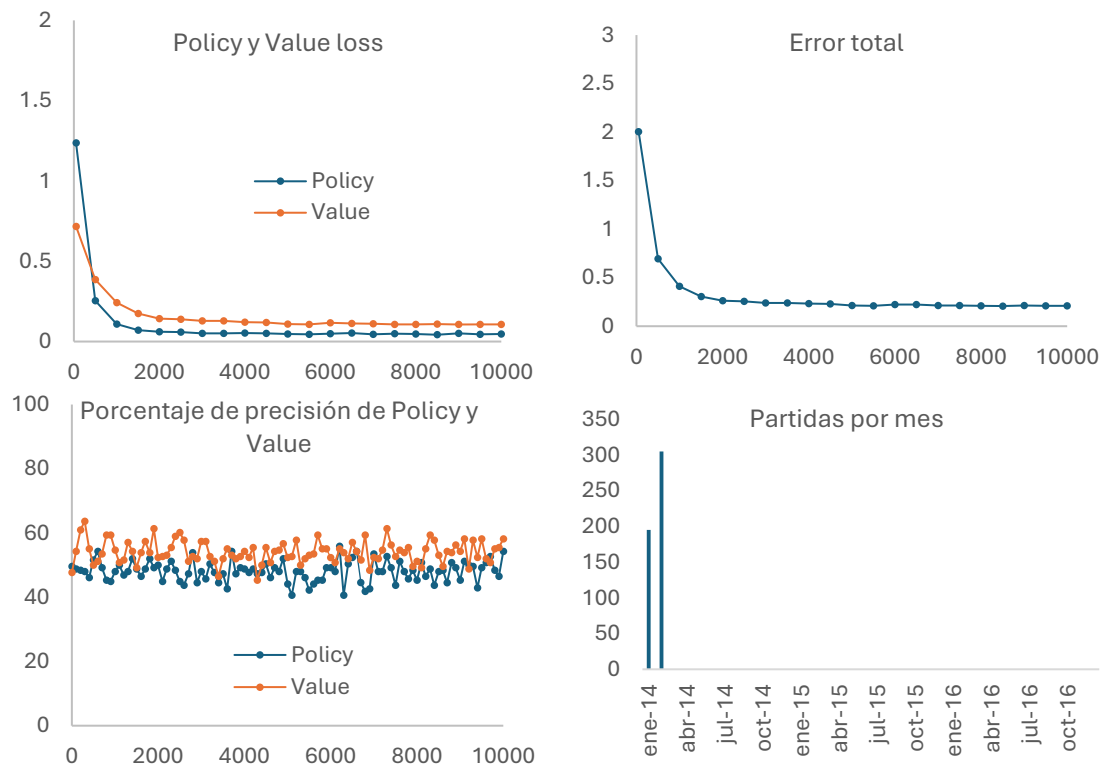 Policy y Value loss
2
1.5
1
0.5
0
Policy
Value
0 2000 4000 6000 8000 10000
Error total
3
2.5
2
1.5
1
0.5
0
0 2000 4000 6000 8000 10000
Porcentaje de precisión de Policy y
Value
100
80
60
40
20
0
Policy
Value
0 2000 4000 6000 8000 10000
Partidas por mes
350
300
250
200
150
100
50
0
ene-14 abr-14 jul-14 oct-14 ene-15 abr-15 jul-15 oct-15 ene-16 abr-16 jul-16 oct-16